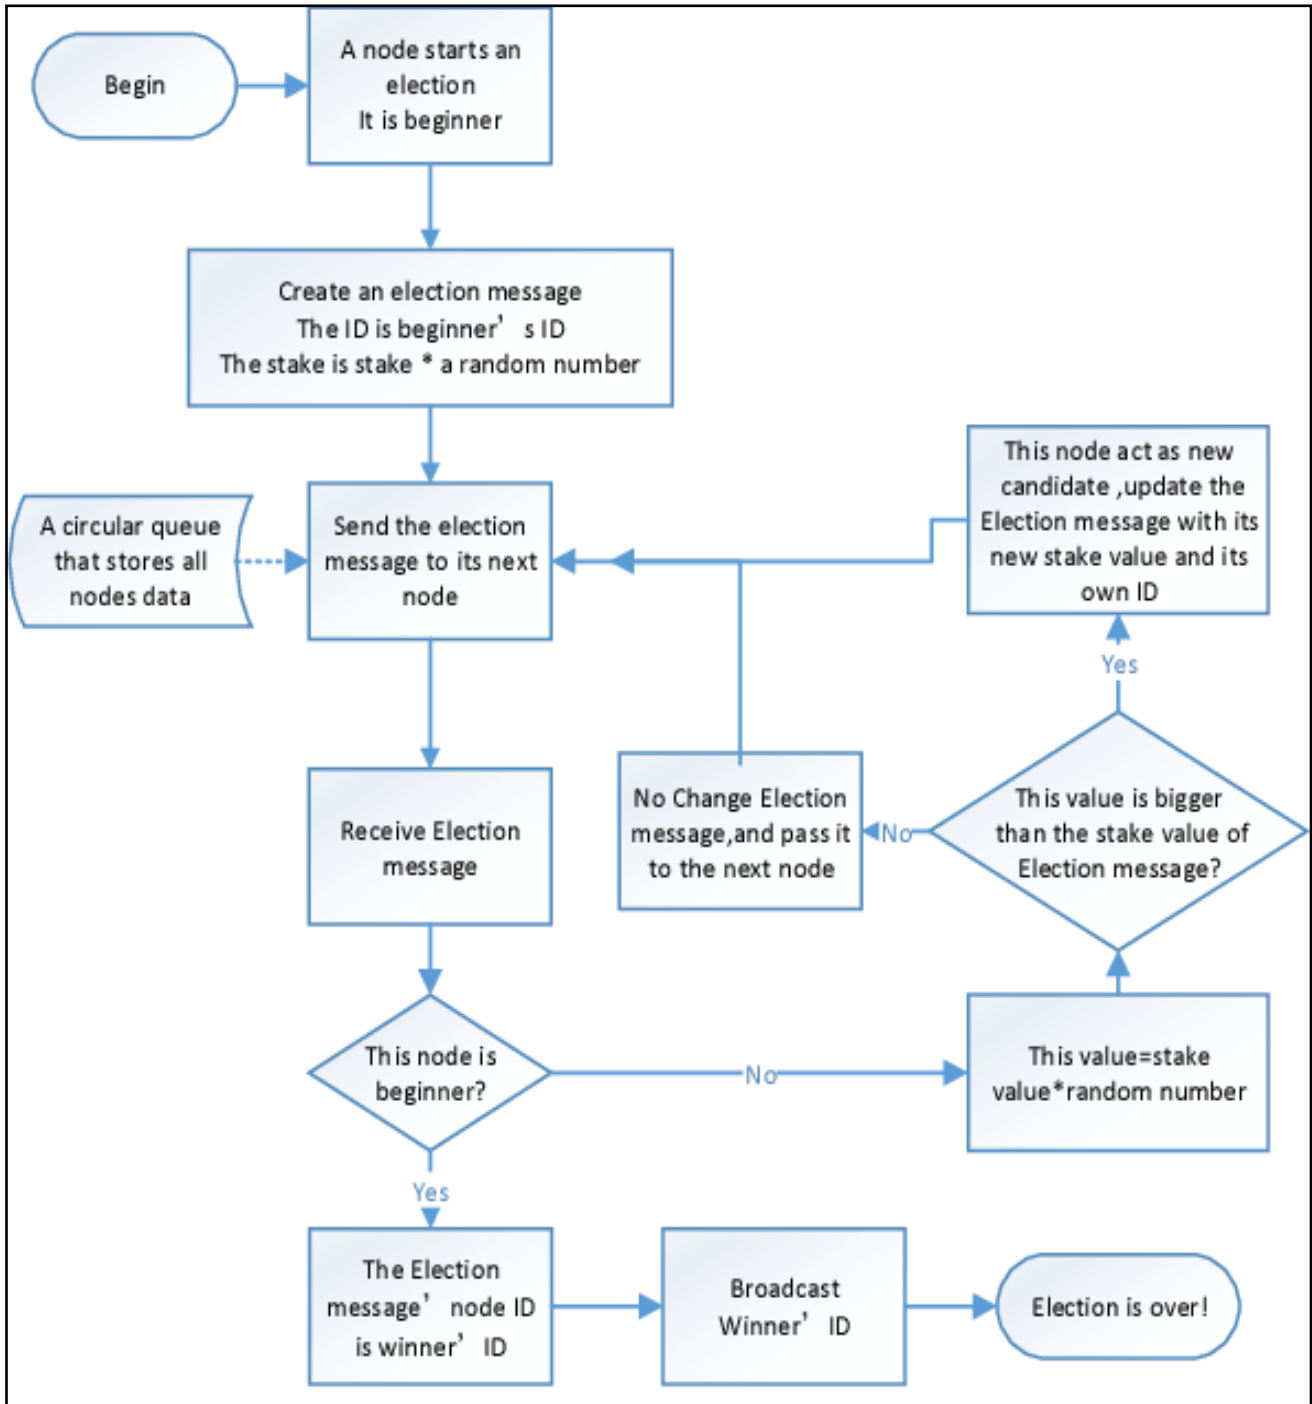 Begin
A node starts an
election
It is beginner
Create an election message
The ID is beginner’ s ID
The stake is stake * a random number
A circular queue
that stores all
nodes data
Send the election
message to its next
node
This node act as new
candidate ,update the
Election message with its
new stake value and its
own ID
Yes
Receive Election
message
No Change Election
message,and pass it
to the next node
No
This value is bigger
than the stake value of
Election message?
This node is
beginner?
No
This value=stake
value*random number
Yes
The Election
message’ node ID
is winner’ ID
Broadcast
Winner’ ID
Election is over!